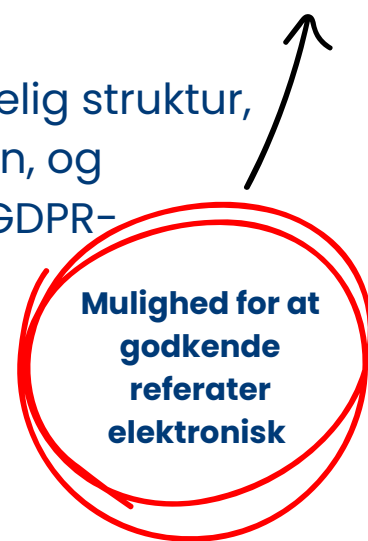 elig struktur,
n, og
GDPR-
Mulighed for at
godkende
referater
elektronisk